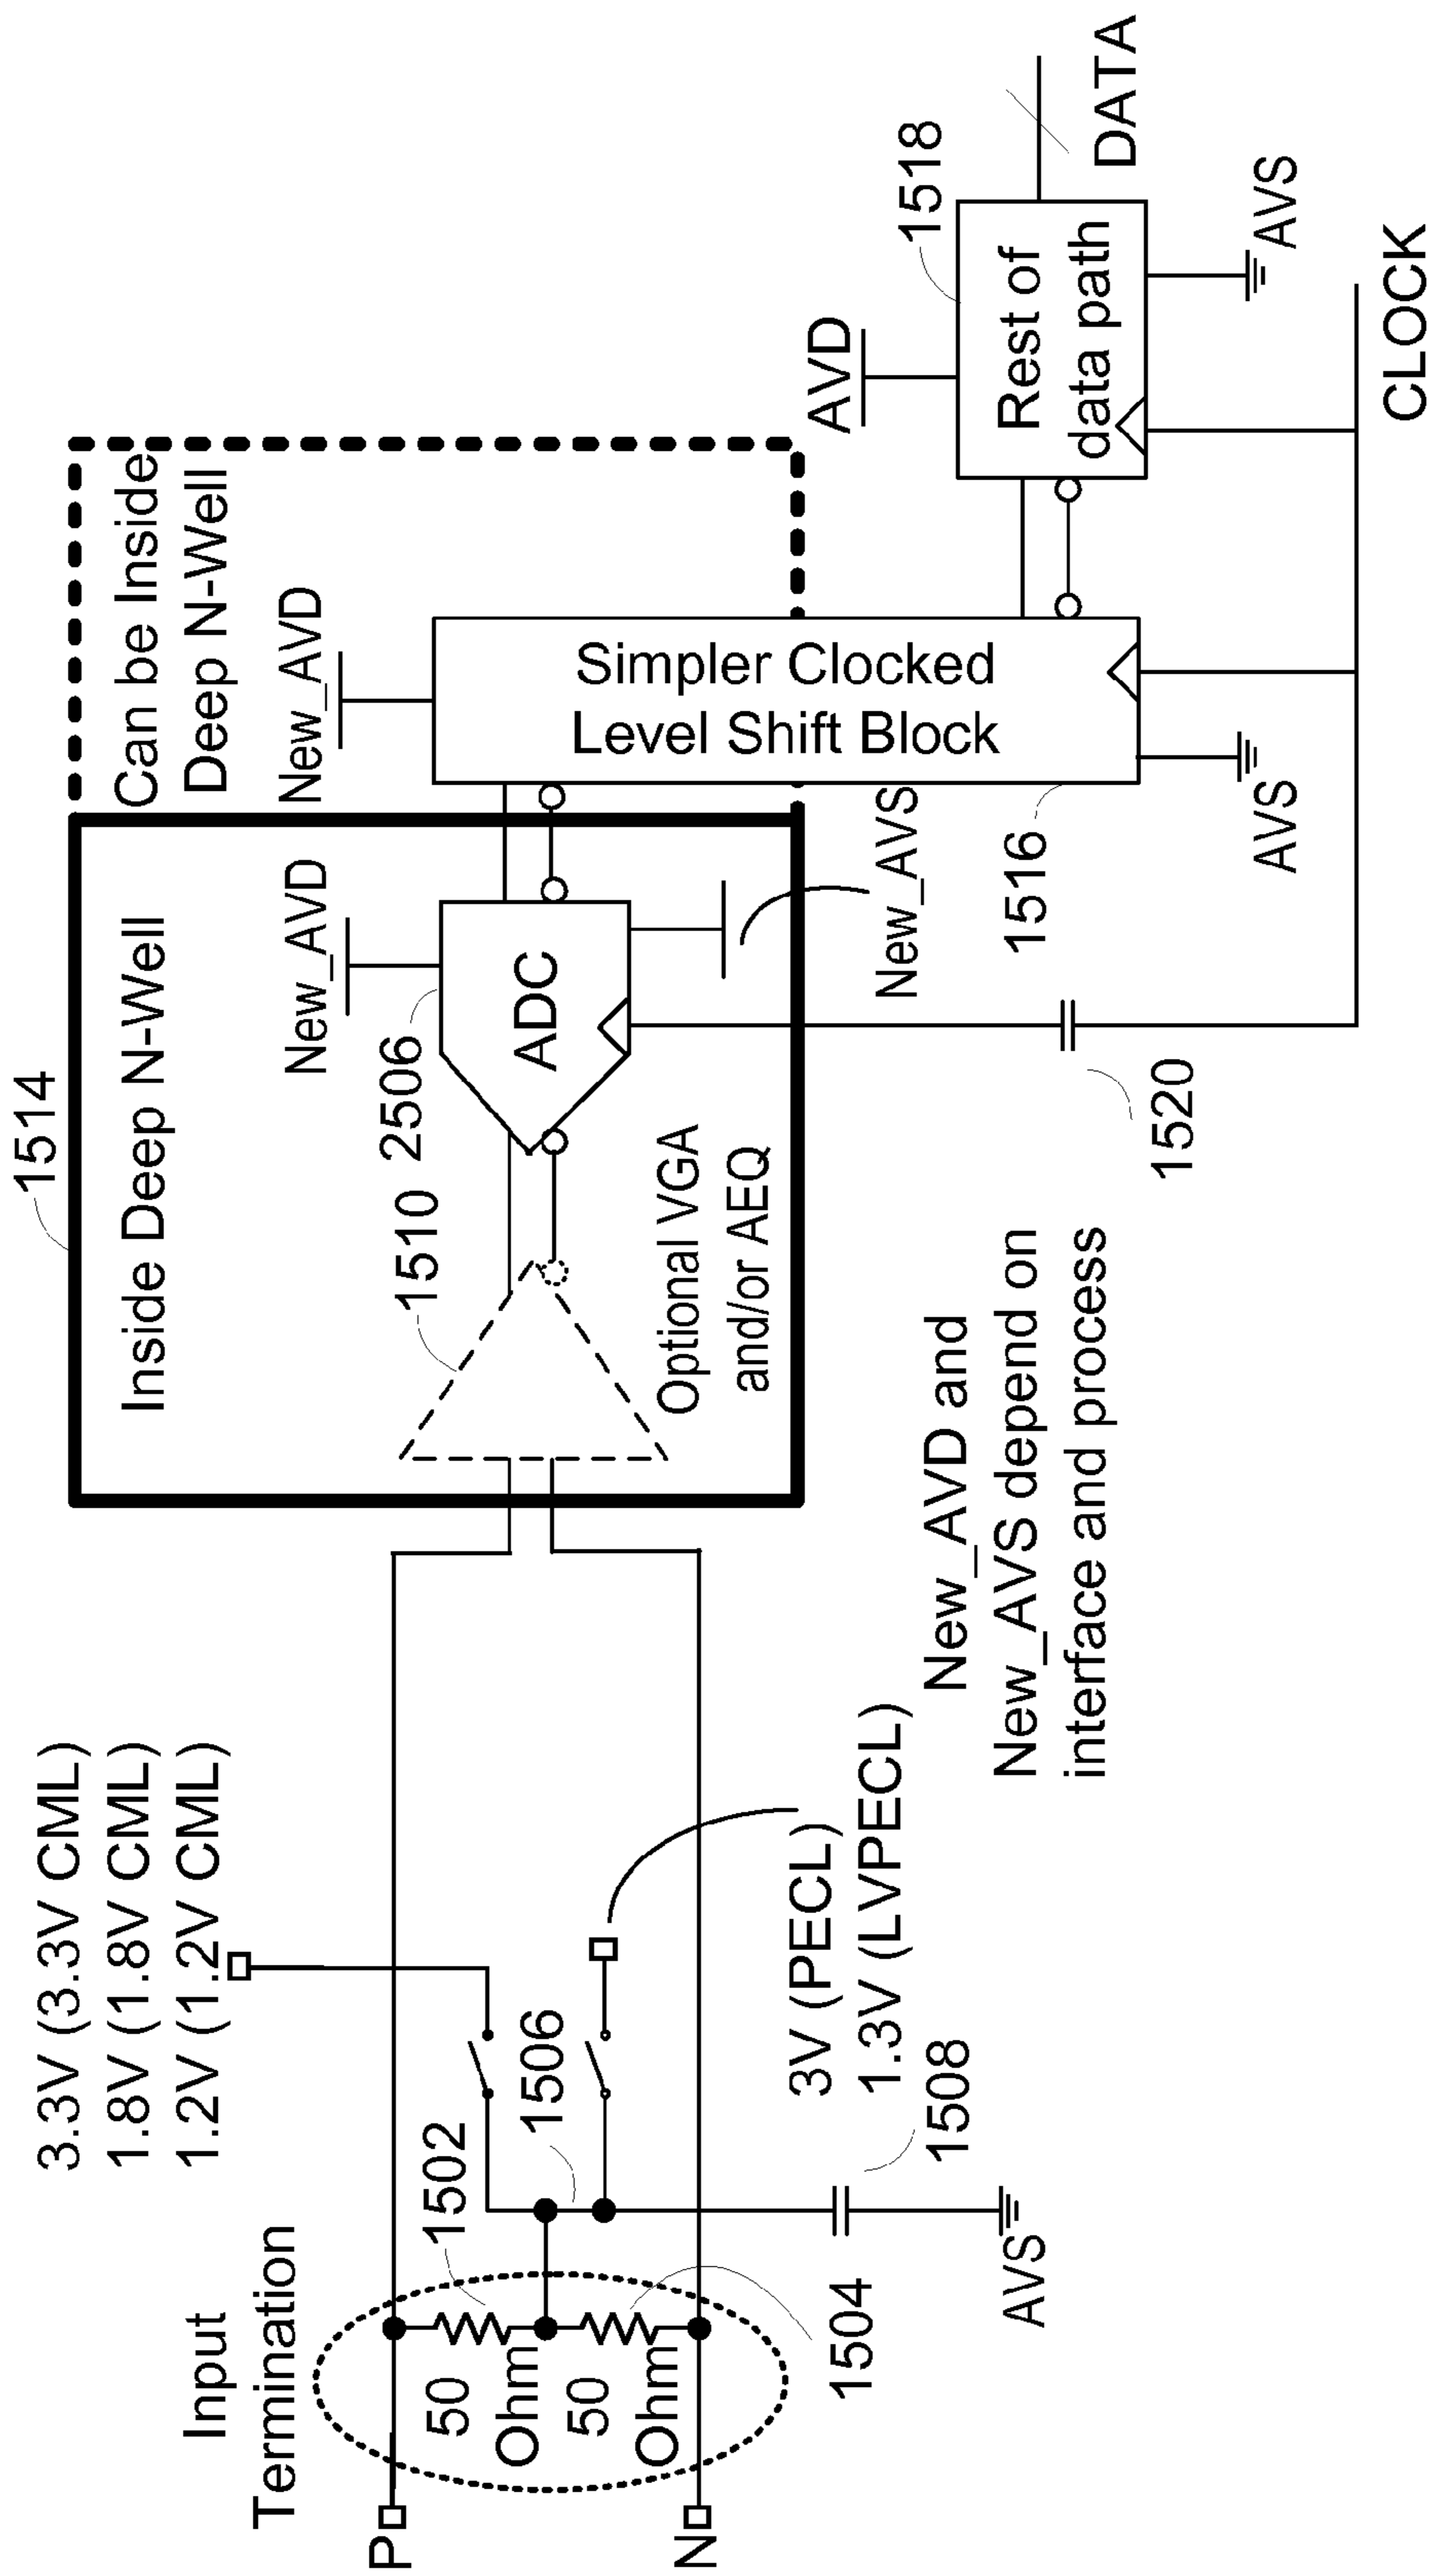 3.3V (3.3V CML)
1.8V (1.8V CML)
1.2V (1.2V CML)
Input
Termination
P
N
50
Ohm
50
Ohm
1502
1504
1506
1508
AVS
3V (PECL)
1.3V (LVPECL)
1514
Inside Deep N-Well
1510
2506
New_AVD
ADC
Optional VGA
and/or AEQ
New_AVS
New_AVD and
New_AVS depend on
interface and process
1520
Can be Inside
Deep N-Well
New_AVD
Simpler Clocked
Level Shift Block
1516
AVS
AVD
1518
Rest of
data path
AVS
DATA
CLOCK